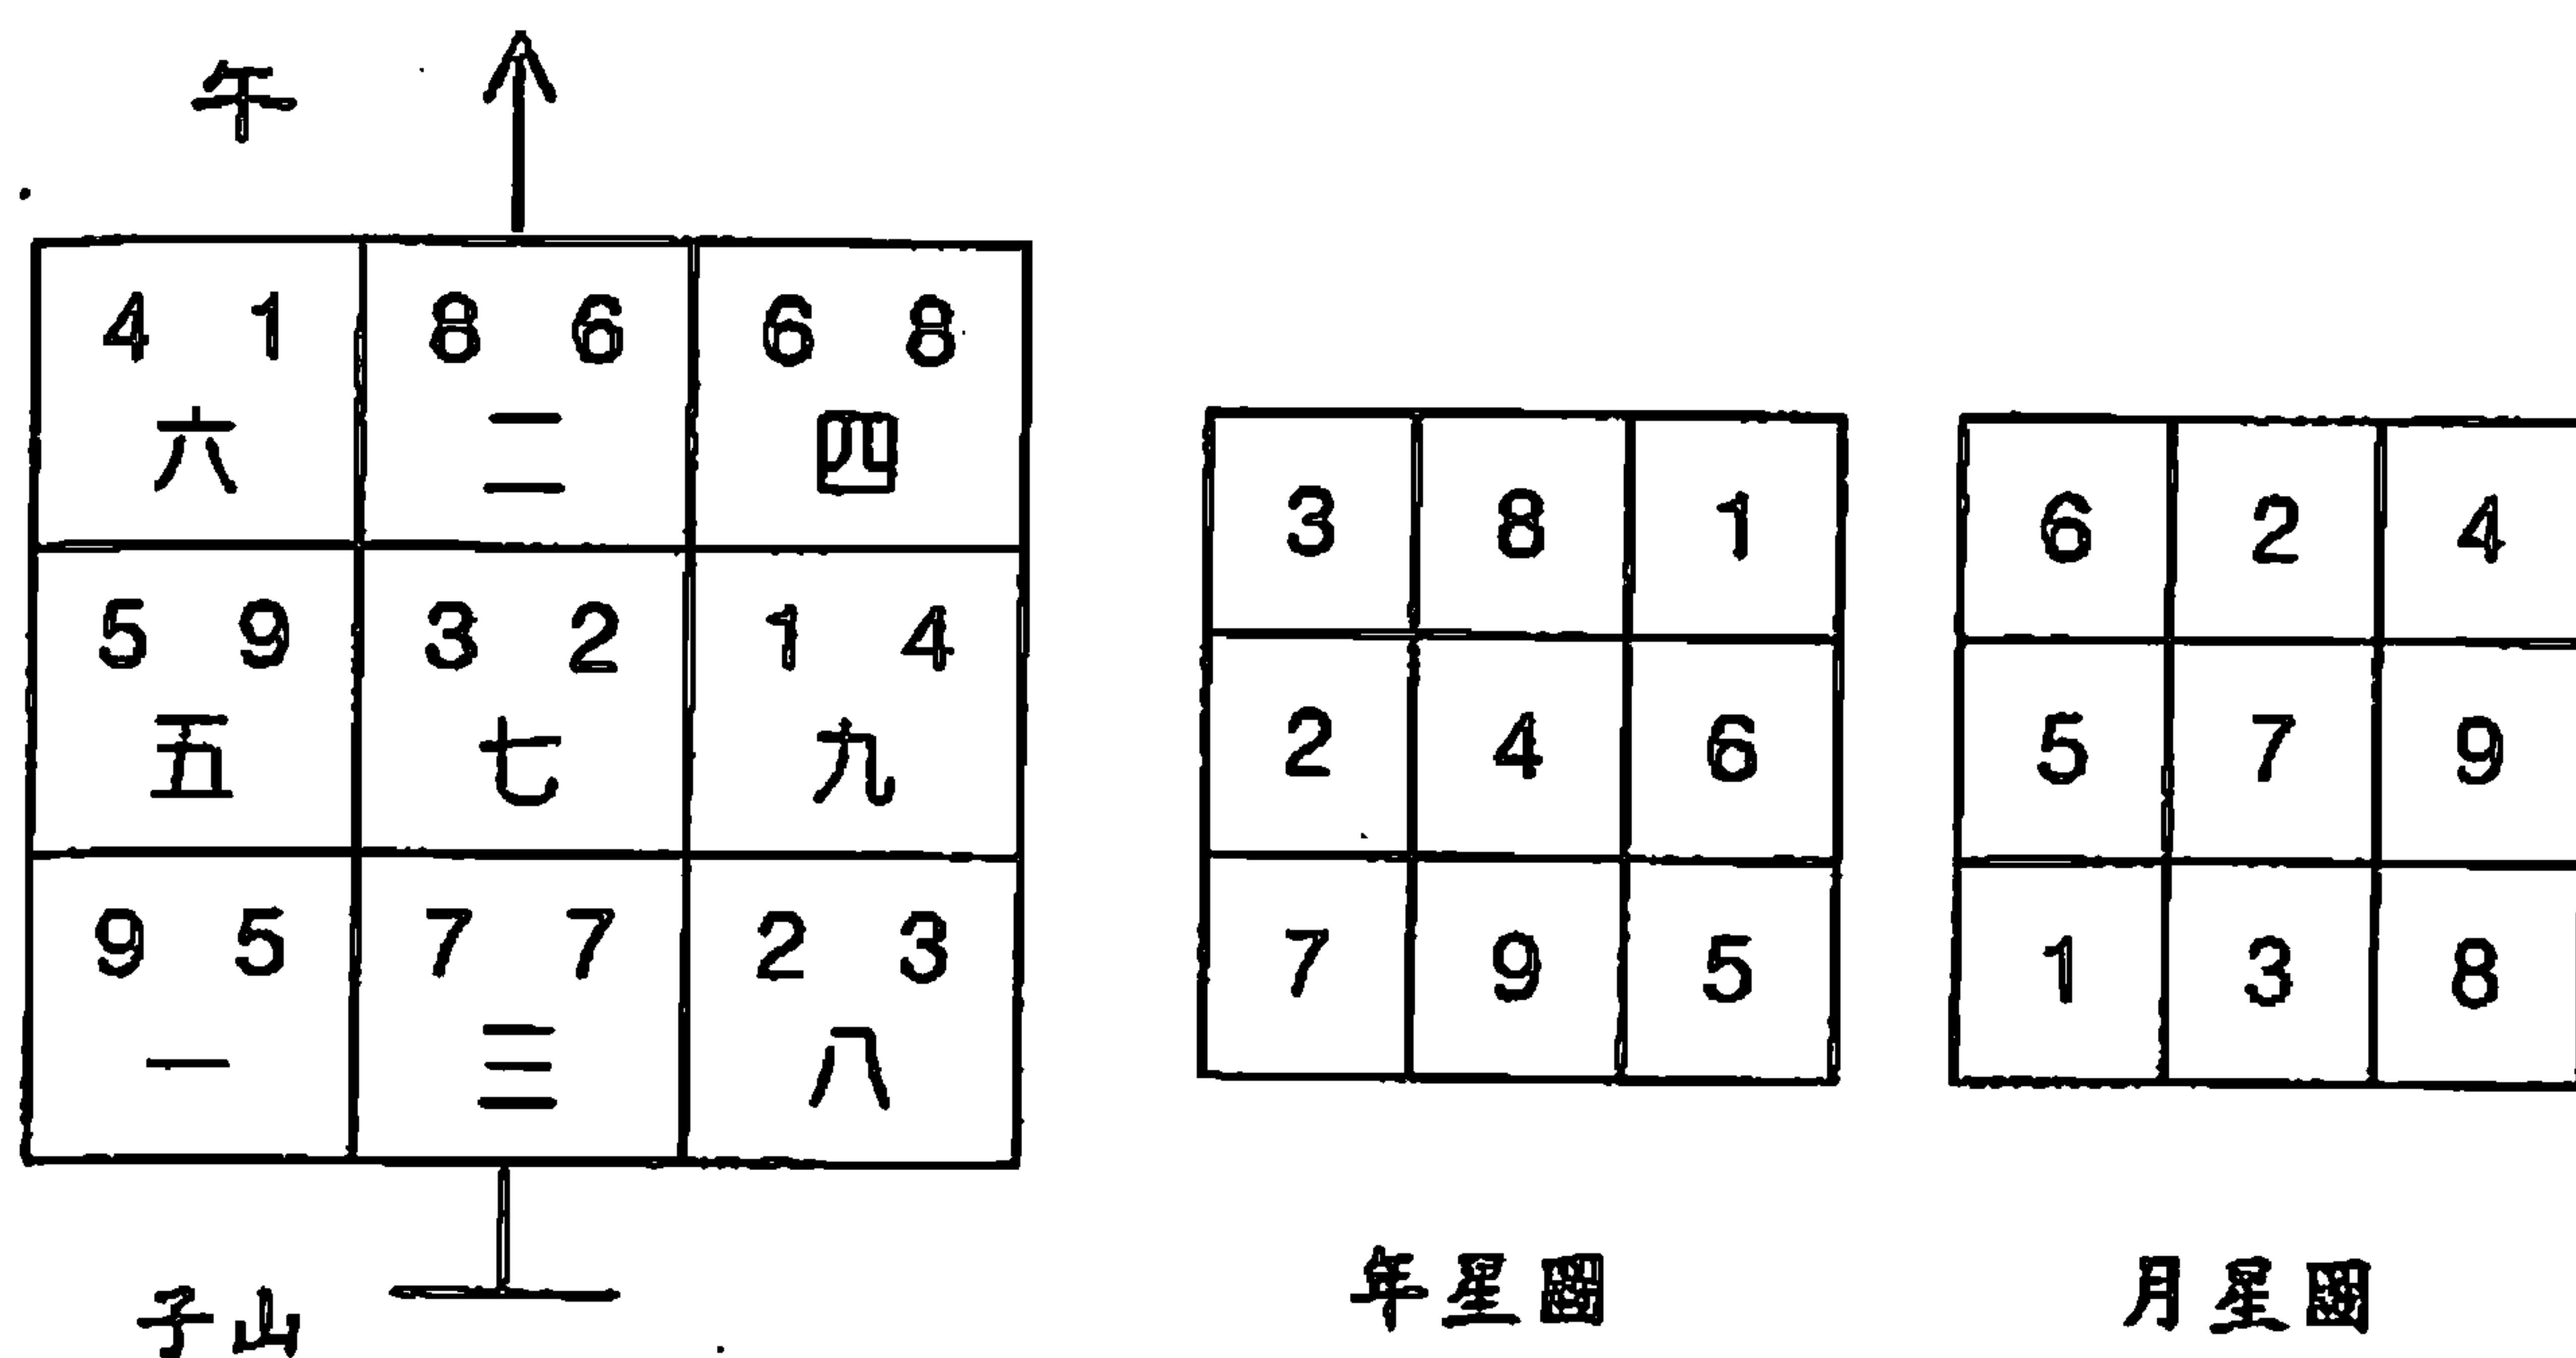 午
4 1 8 6 6 8
六 二 四
5 9 3 2 1 4
五 七 九
9 5 7 7 2 3
一 三 八
子山
3 8 1
2 4 6
7 9 5
年星圖
6 2 4
5 7 9
1 3 8
月星圖